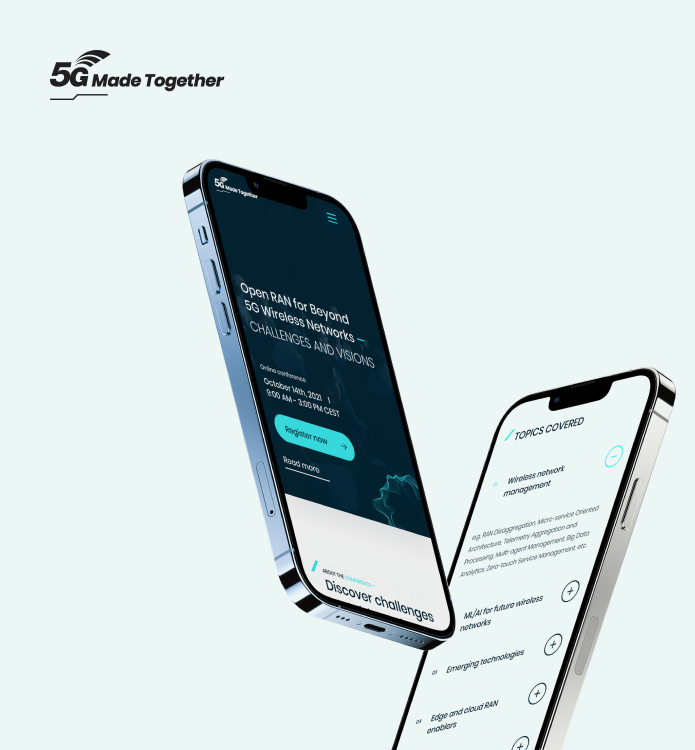 5G Made Together
5G Made Together
Open RAN for Beyond
5G Wireless Networks –
CHALLENGES AND VISIONS
Online conference
October 14th, 2021 |
9:00 AM - 3:00 PM CEST
Register now →
Read more
ABOUT THE CONFERENCE –
Discover challenges
TOPICS COVERED
Wireless network
management
e.g. RAN Disaggregation, Micro-service Oriented
Architecture, Telemetry Aggregation and
Processing, Multi-agent Management, Big Data
Analytics, Zero-touch Service Management, etc.
ML/AI for future wireless
networks
03 Emerging technologies
04 Edge and cloud RAN
enablers